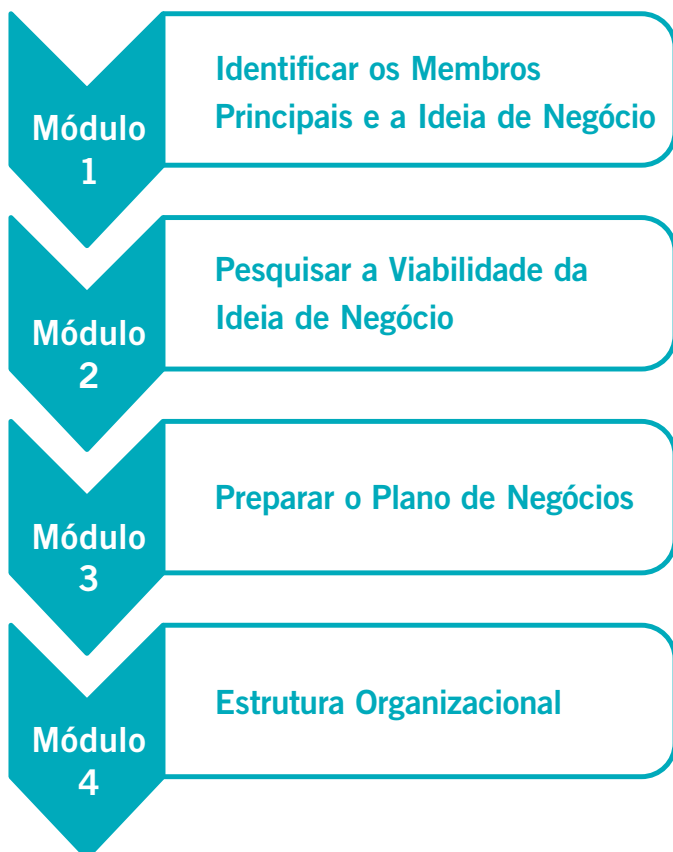 Módulo
1
Identificar os Membros
Principais e a Ideia de Negócio
Módulo
2
Pesquisar a Viabilidade da
Ideia de Negócio
Módulo
3
Preparar o Plano de Negócios
Módulo
4
Estrutura Organizacional